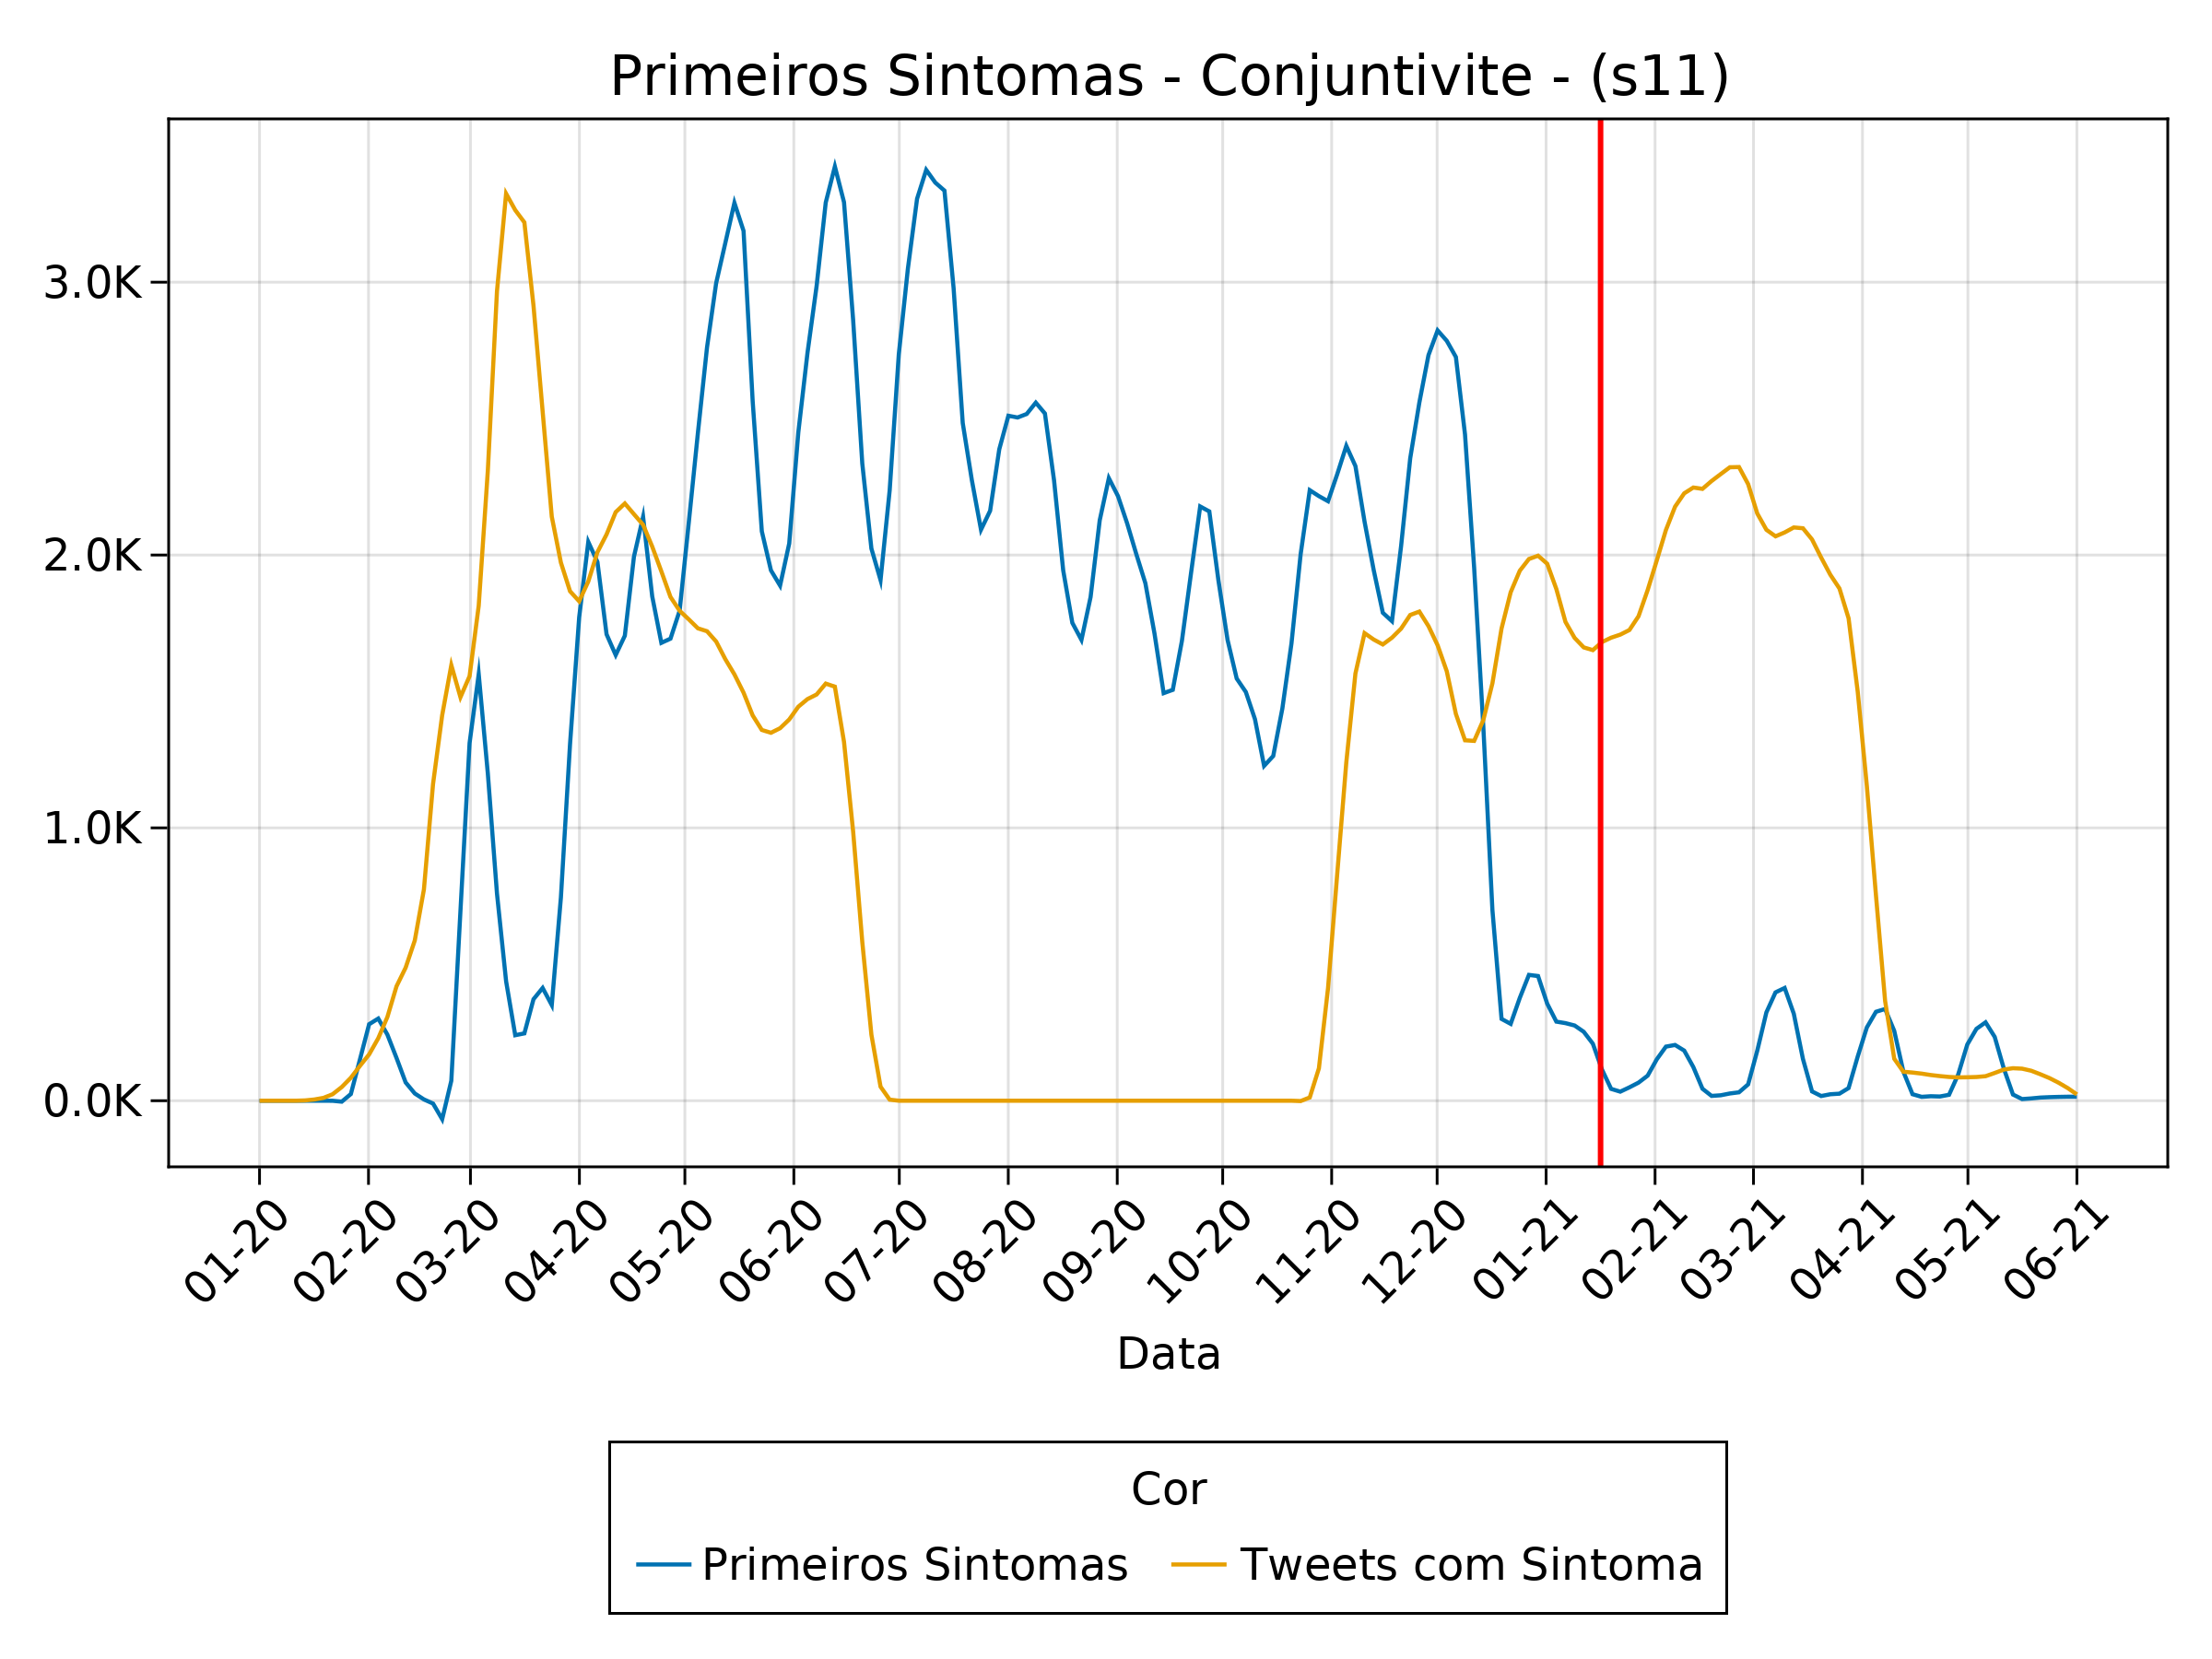 Primeiros Sintomas - Conjuntivite - (s11)
3.0K
2.0K
1.0K
0.0K
01-20 02-20 03-20 04-20 05-20 06-20 07-20 08-20 09-20 10-20 11-20 12-20 01-21 02-21 03-21 04-21 05-21 06-21
Data
Cor
Primeiros Sintomas Tweets com Sintoma